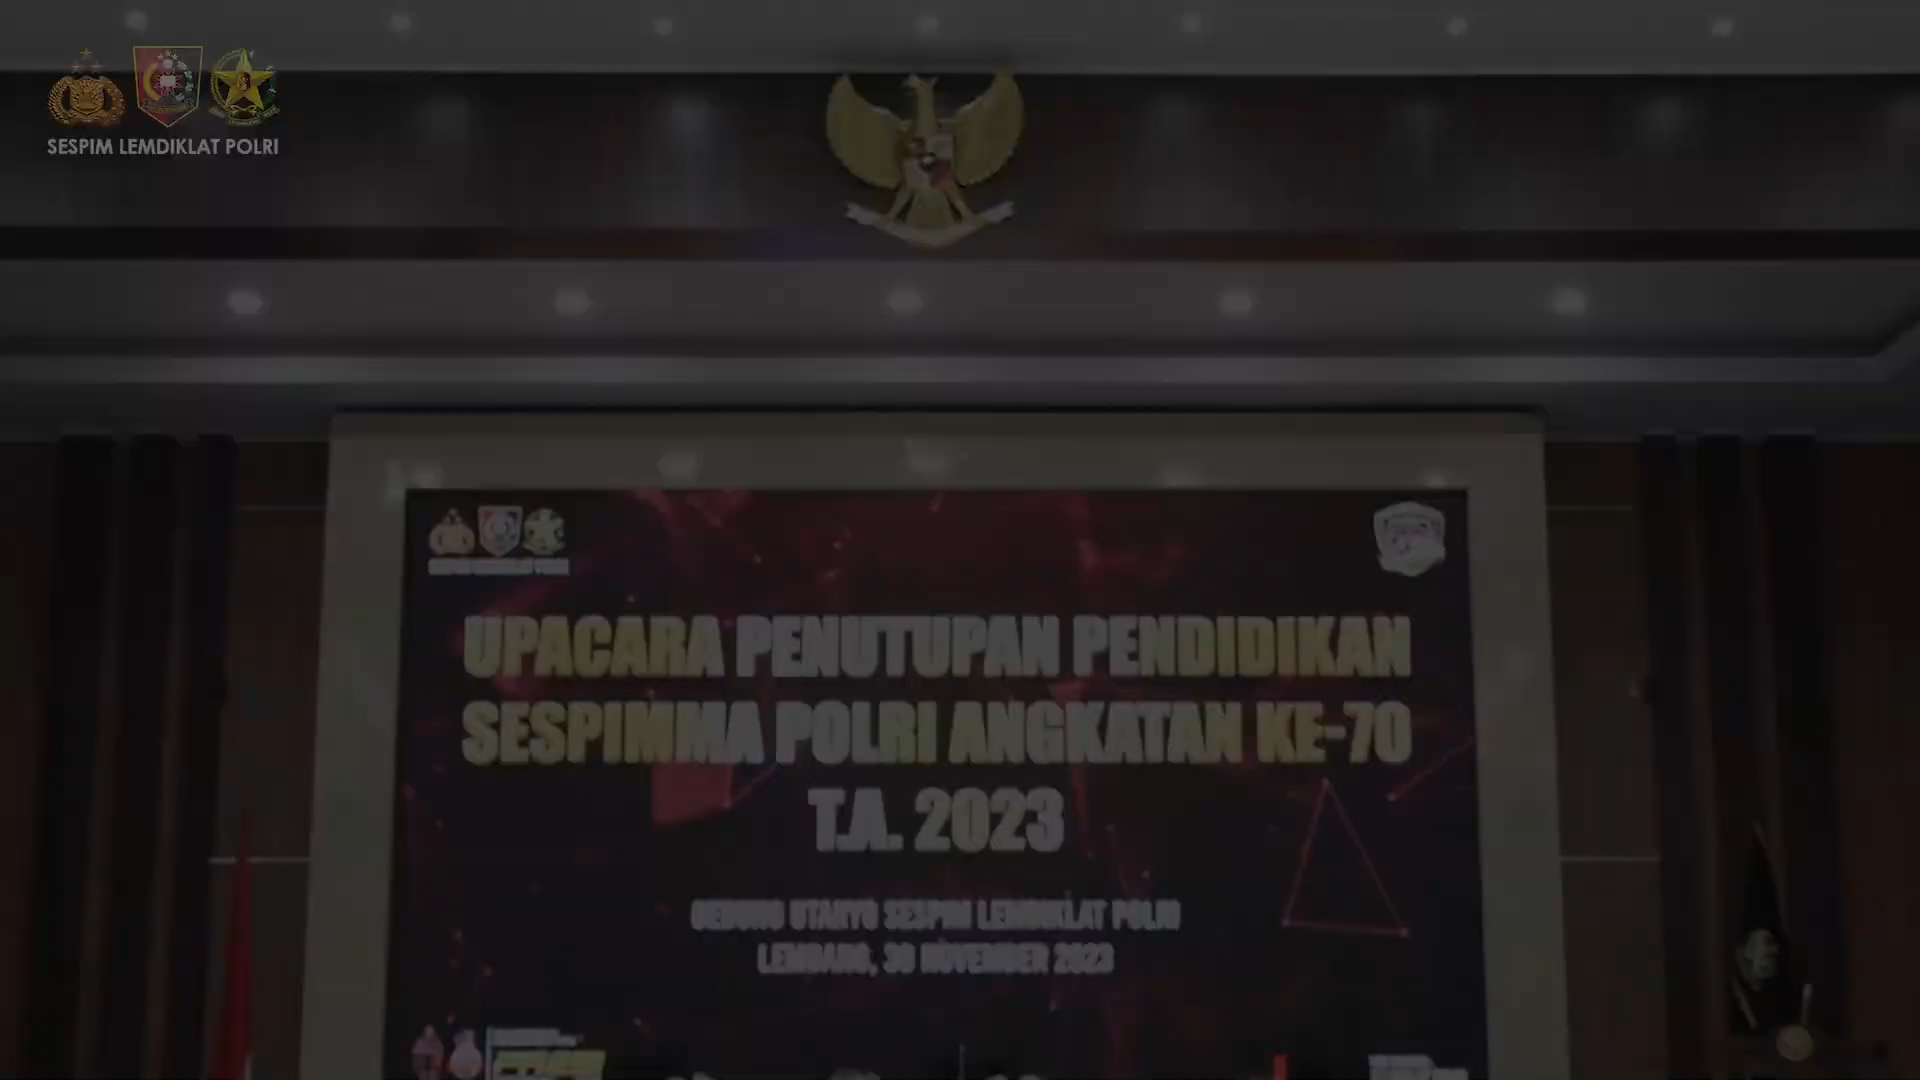 SESPIM LEMDIKLAT POLRI
UPACARA PENUTUPAN PENDIDIKAN
SESPIMMA POLRI ANGKATAN KE-70
T.A. 2023
GEDUNG UTARYO SESPIM LEMDIKLAT POLRI
LEMBANG, 30 NOVEMBER 2023